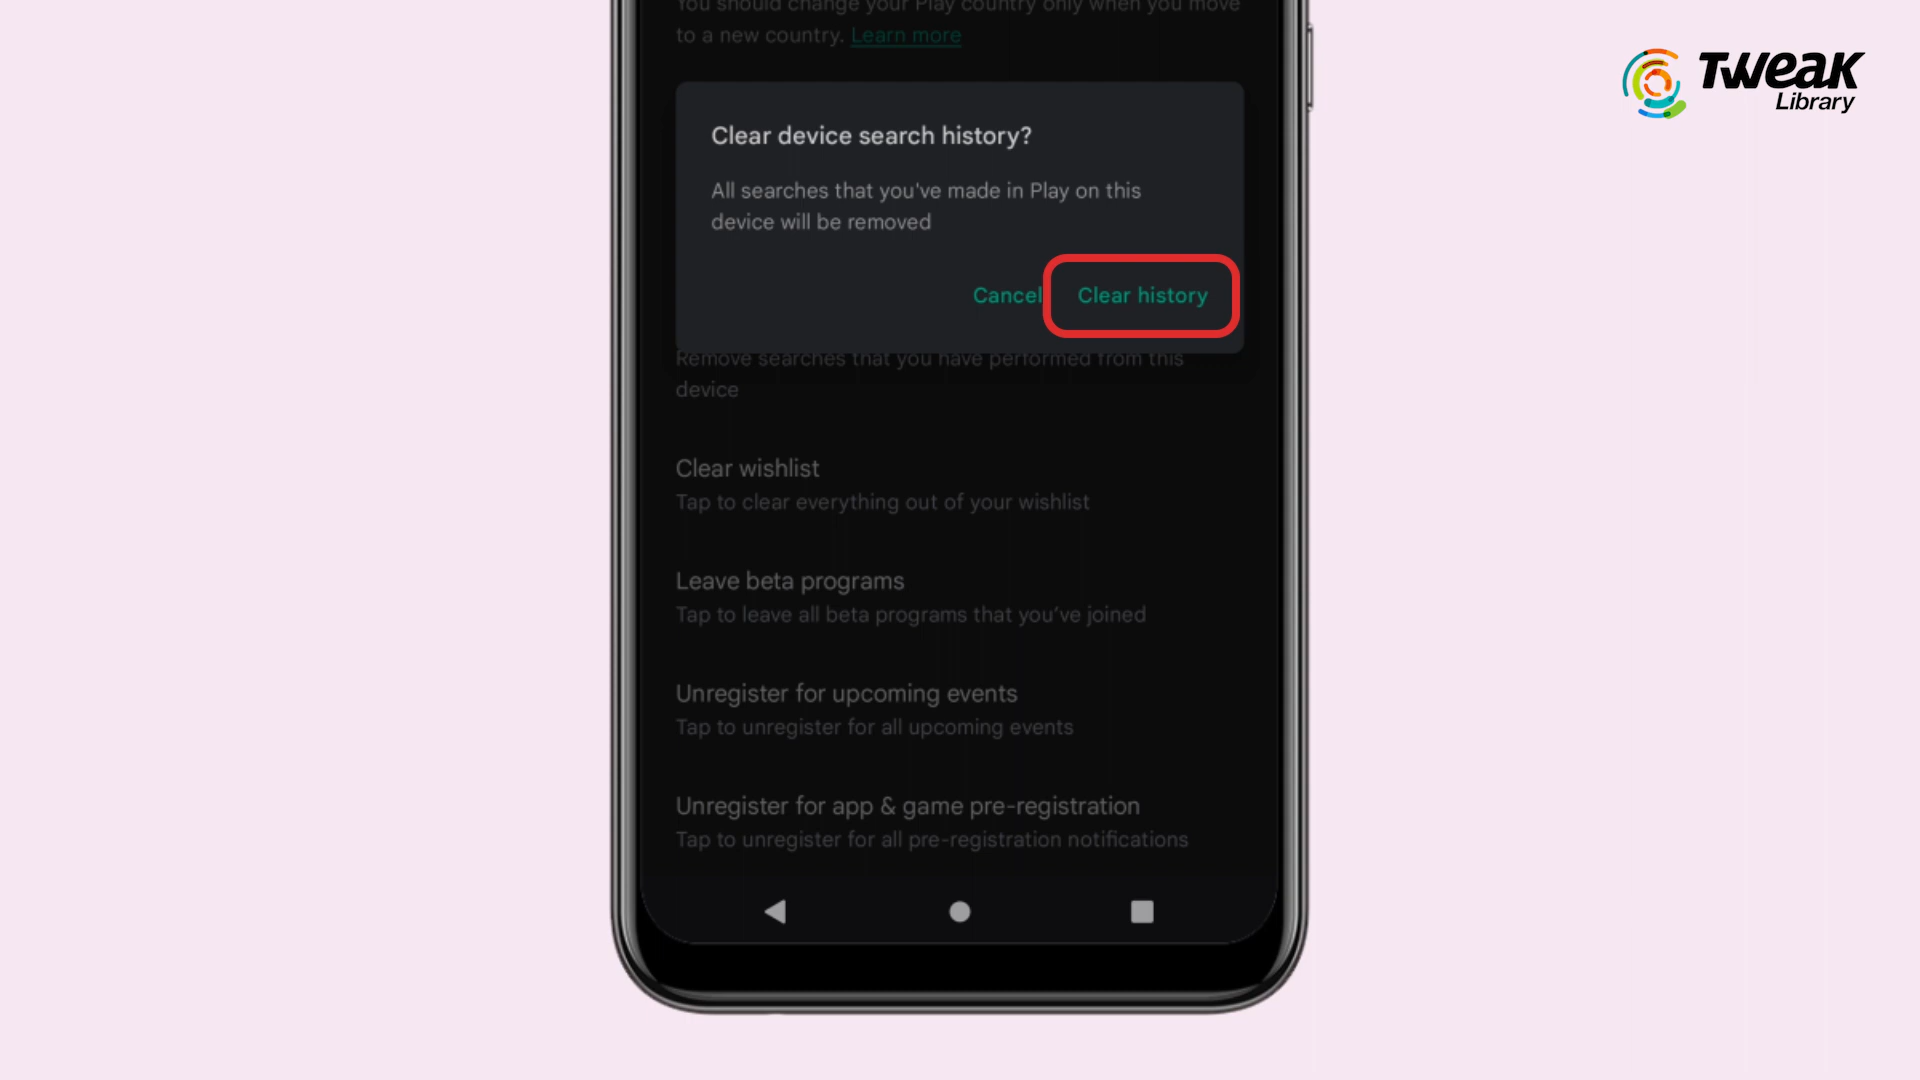 You should change your Play country only when you move
to a new country. Learn more
TWEAK
Library
Clear device search history?
All searches that you've made in Play on this
device will be removed
Cancel
Clear history
Remove searches that you have performed from this
device
Clear wishlist
Tap to clear everything out of your wishlist
Leave beta programs
Tap to leave all beta programs that you’ve joined
Unregister for upcoming events
Tap to unregister for all upcoming events
Unregister for app & game pre-registration
Tap to unregister for all pre-registration notifications